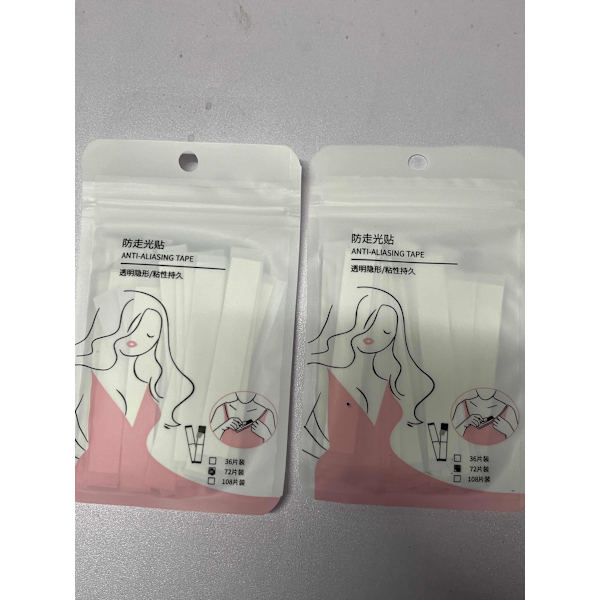 防走光贴
ANTI-ALIASING TAPE
透明隐形/粘性持久
36片装
72片装
108片装
防走光贴
ANTI-ALIASING TAPE
透明隐形/粘性持久
36片装
72片装
108片装